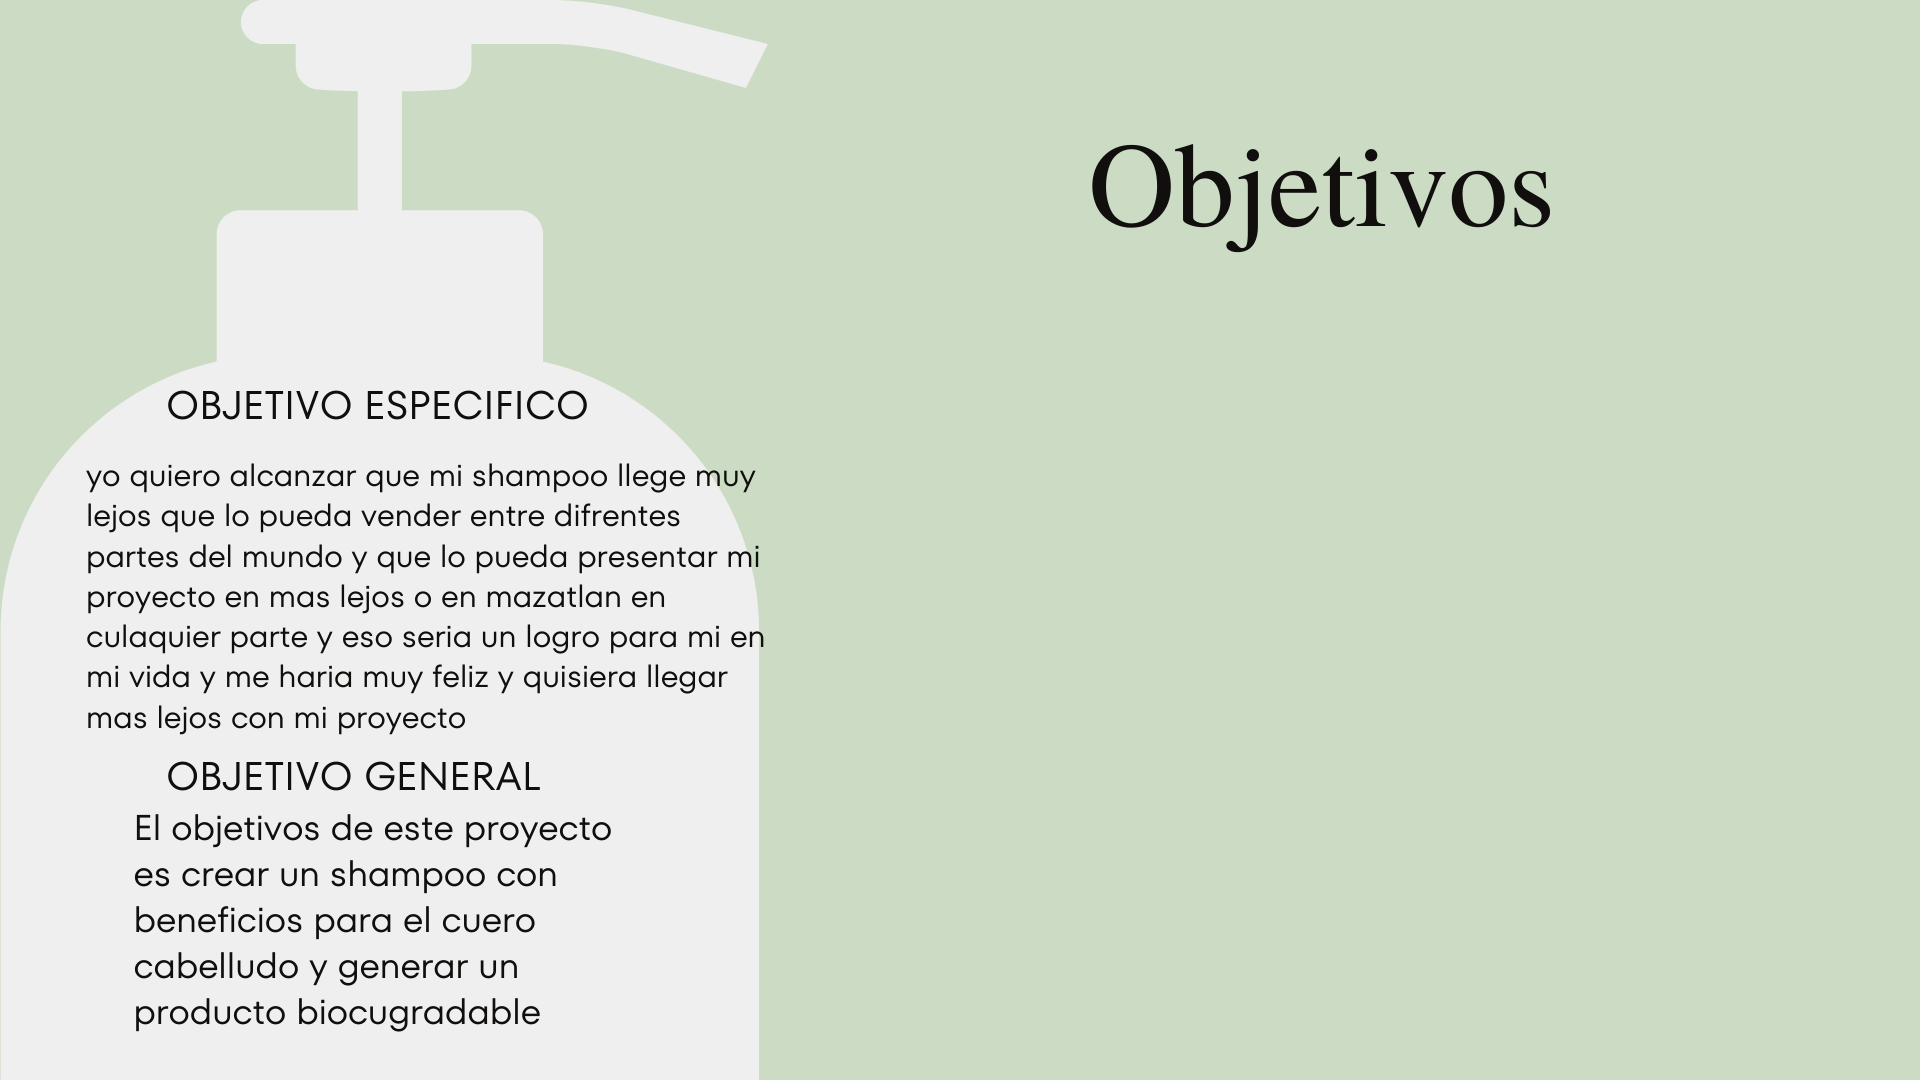 Objetivos
OBJETIVO ESPECIFICO
yo quiero alcanzar que mi shampoo llege muy
lejos que lo pueda vender entre difrentes
partes del mundo y que lo pueda presentar mi
proyecto en mas lejos o en mazatlan en
culaquier parte y eso seria un logro para mi en
mi vida y me haria muy feliz y quisiera llegar
mas lejos con mi proyecto
OBJETIVO GENERAL
El objetivos de este proyecto
es crear un shampoo con
beneficios para el cuero
cabelludo y generar un
producto biocugradable